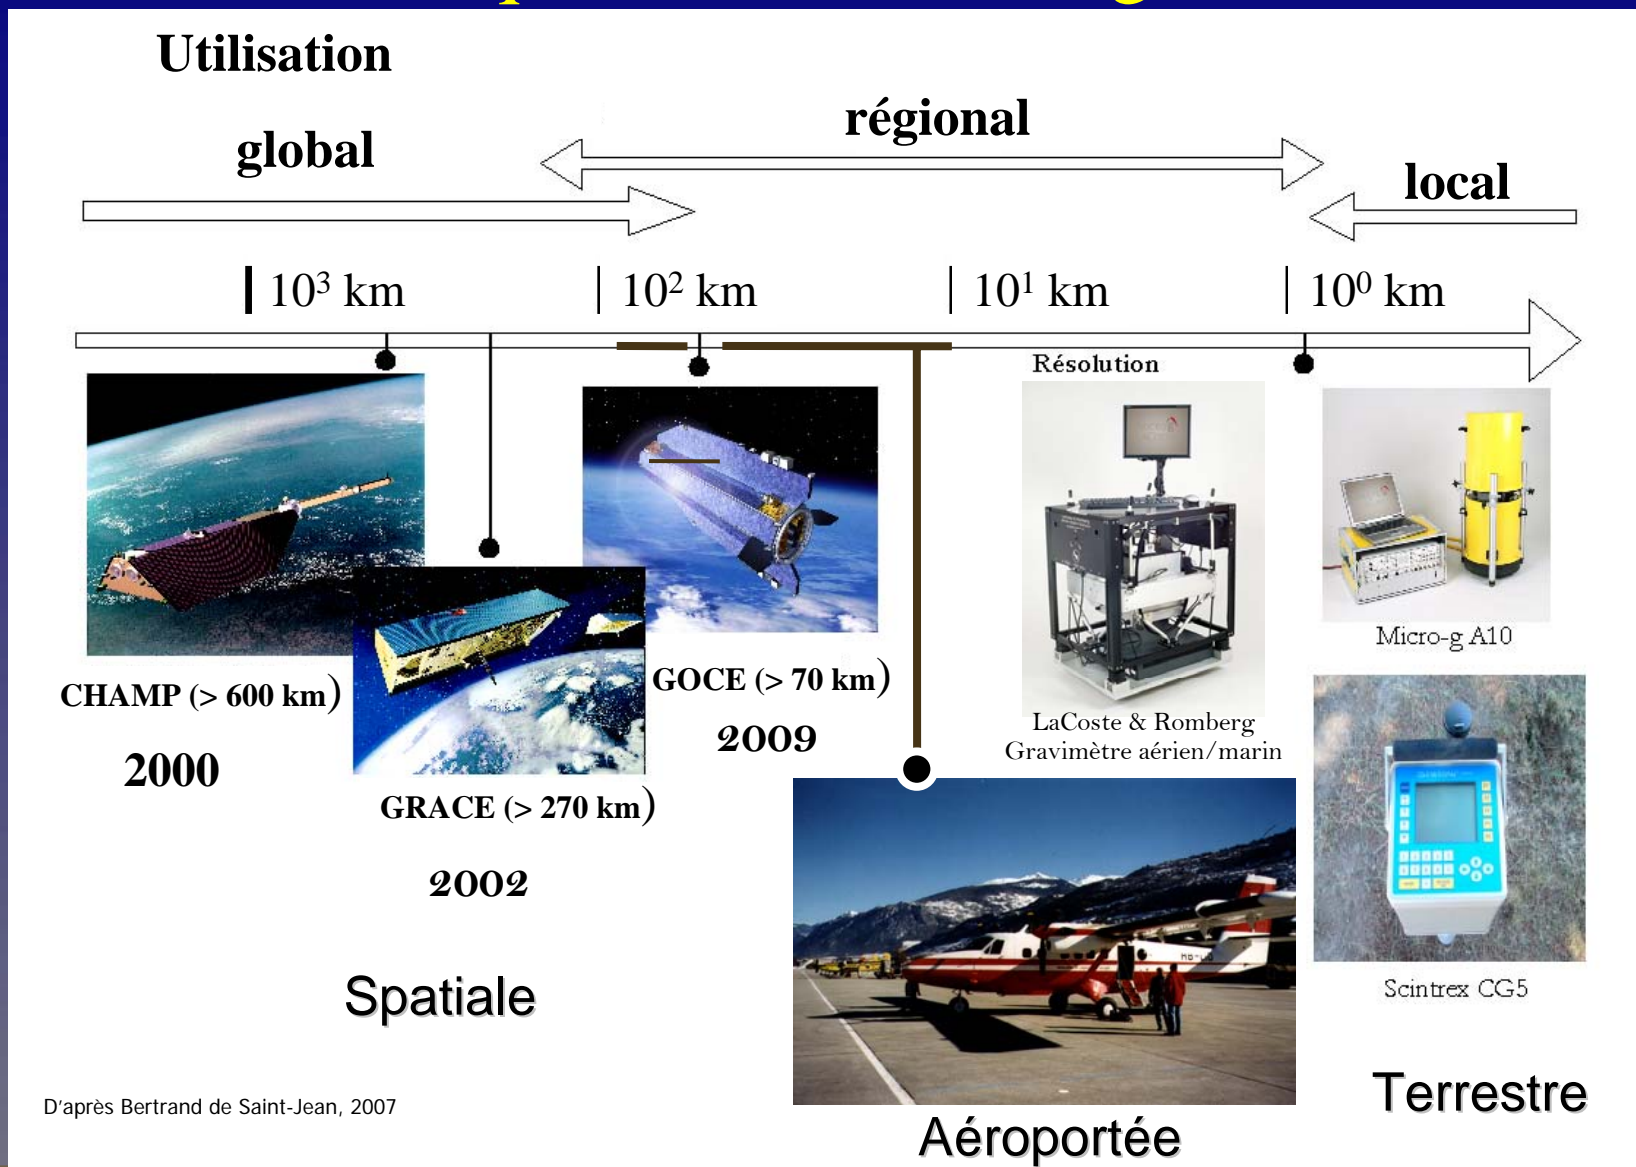 Utilisation
global
régional
local
10³ km
10² km
10¹ km
10⁰ km
Résolution
CHAMP (> 600 km)
2000
GRACE (> 270 km)
2002
GOCE (> 70 km)
2009
LaCoste & Romberg
Gravimètre aérien/marin
Micro-g A10
Scintrex CG5
Spatiale
Aéroportée
Terrestre
D'après Bertrand de Saint-Jean, 2007